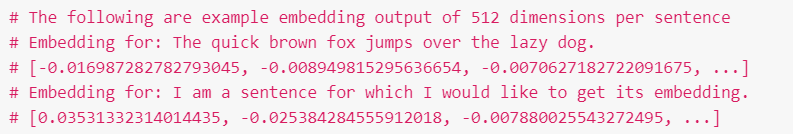 # The following are example embedding output of 512 dimensions per sentence
# Embedding for: The quick brown fox jumps over the lazy dog.
# [-0.016987282782793045, -0.008949815295636654, -0.0070627182722091675, ...]
# Embedding for: I am a sentence for which I would like to get its embedding.
# [0.03531332314014435, -0.025384284555912018, -0.007880025543272495, ...]